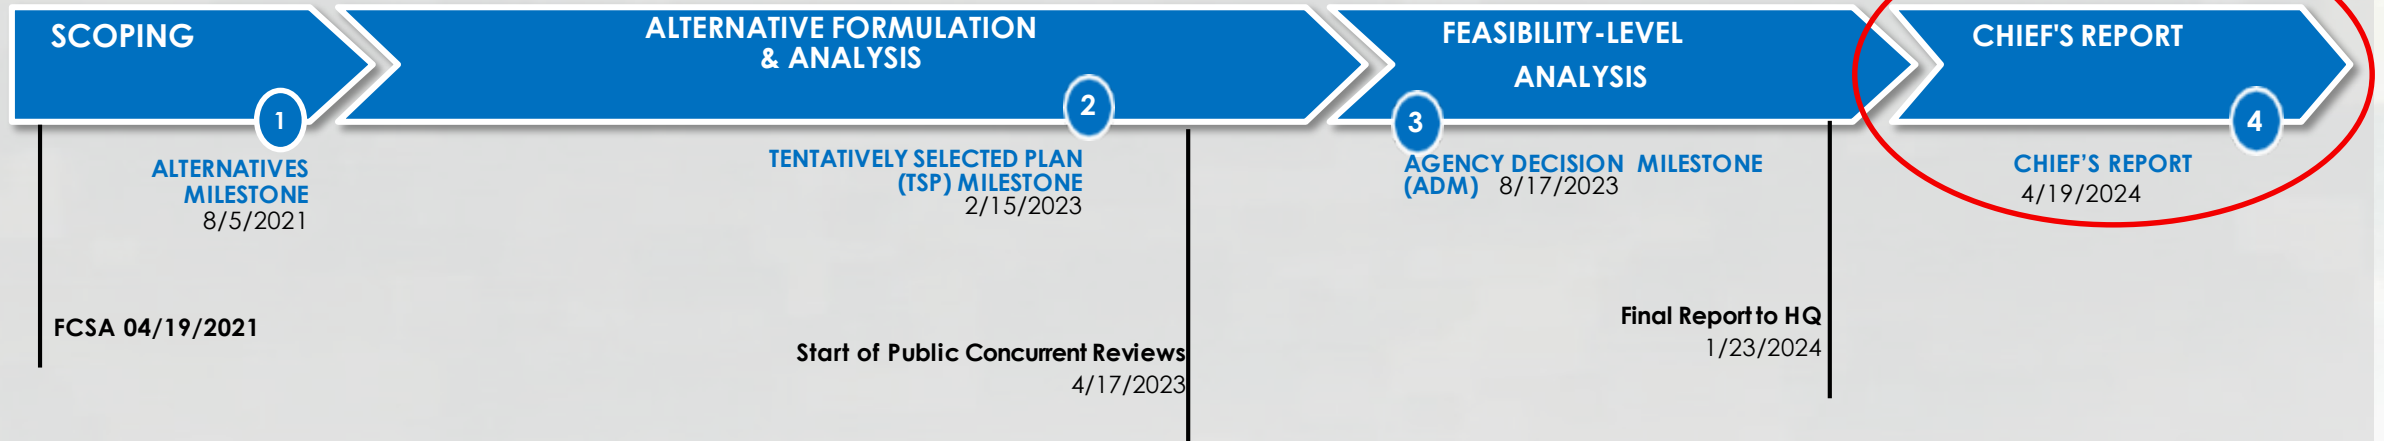 SCOPING
ALTERNATIVE FORMULATION
& ANALYSIS
FEASIBILITY-LEVEL
ANALYSIS
CHIEF'S REPORT
1
2
3
4
ALTERNATIVES
MILESTONE
8/5/2021
TENTATIVELY SELECTED PLAN
(TSP) MILESTONE
2/15/2023
AGENCY DECISION MILESTONE
(ADM) 8/17/2023
CHIEF’S REPORT
4/19/2024
FCSA 04/19/2021
Start of Public Concurrent Reviews
4/17/2023
Final Report to HQ
1/23/2024